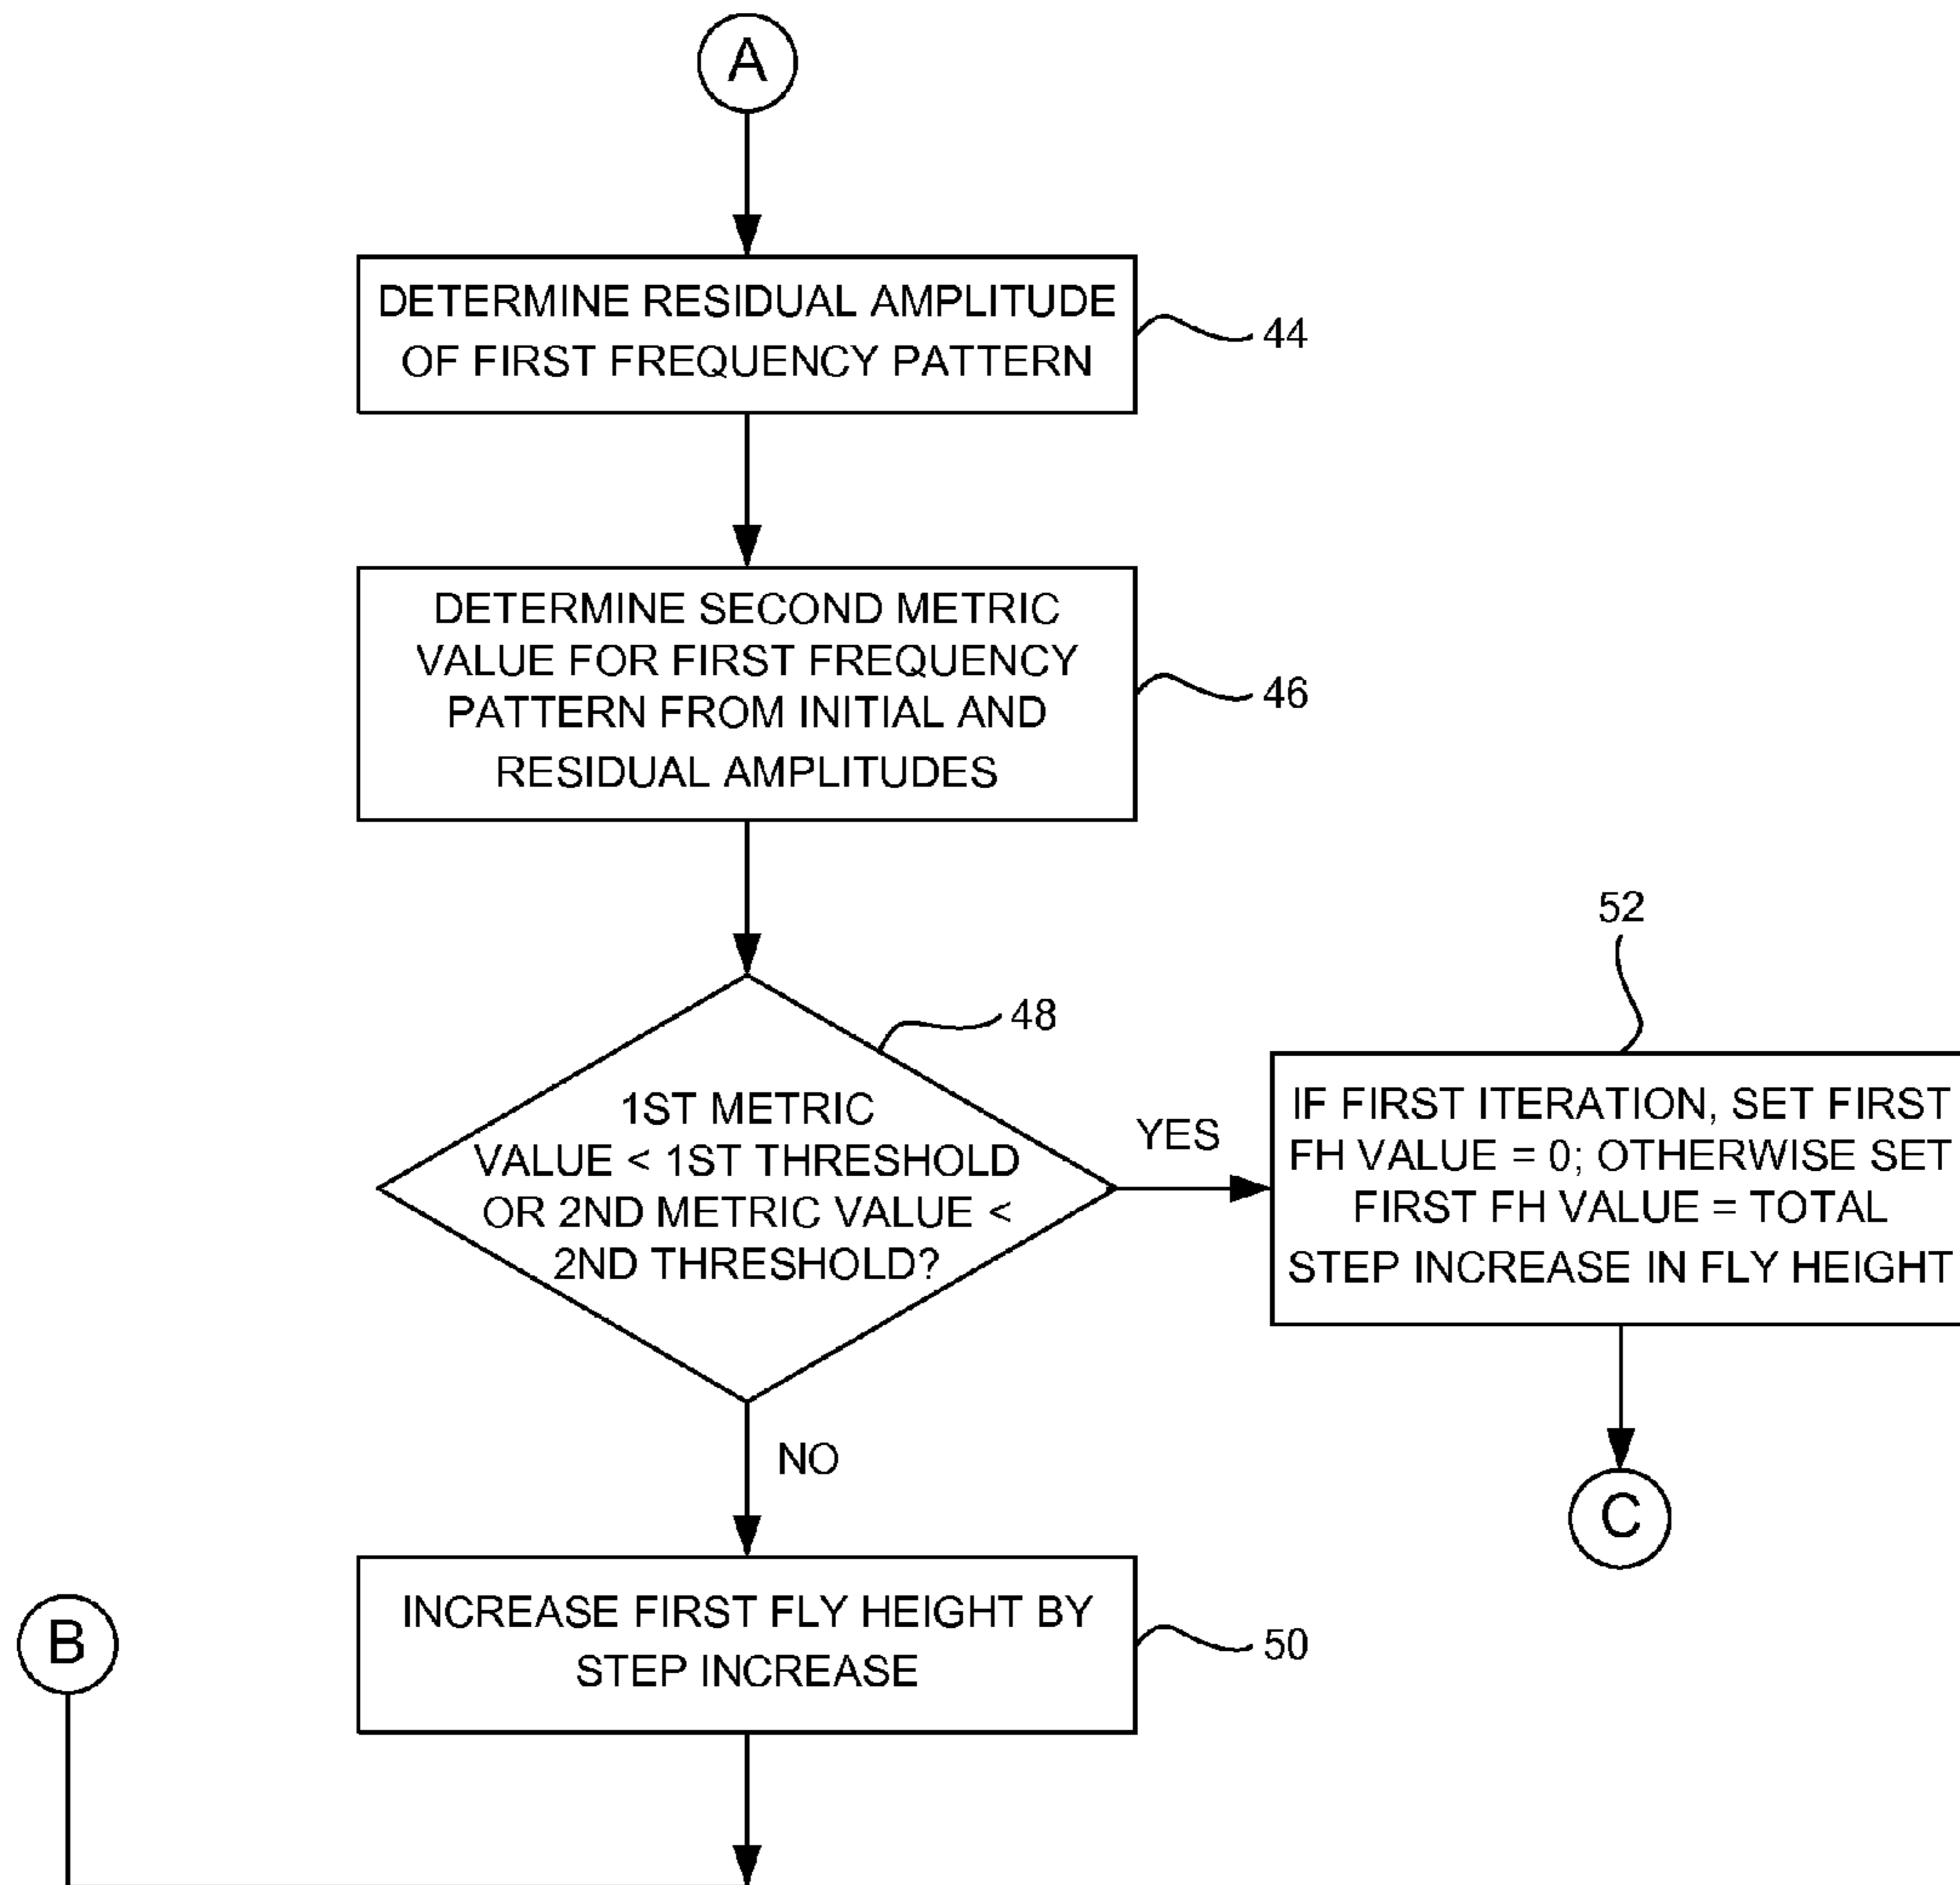 A
DETERMINE RESIDUAL AMPLITUDE
OF FIRST FREQUENCY PATTERN
44
DETERMINE SECOND METRIC
VALUE FOR FIRST FREQUENCY
PATTERN FROM INITIAL AND
RESIDUAL AMPLITUDES
46
48
1ST METRIC
VALUE < 1ST THRESHOLD
OR 2ND METRIC VALUE <
2ND THRESHOLD?
YES
52
IF FIRST ITERATION, SET FIRST
FH VALUE = 0; OTHERWISE SET
FIRST FH VALUE = TOTAL
STEP INCREASE IN FLY HEIGHT
C
NO
INCREASE FIRST FLY HEIGHT BY
STEP INCREASE
50
B